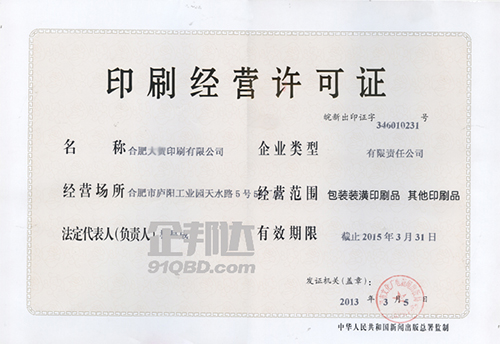 印刷经营许可证
皖新出印证字 346010231 号
名 称 合肥大黄印刷有限公司 企业类型 有限责任公司
经营场所 合肥市庐阳工业园天水路5号5 经营范围 包装装潢印刷品 其他印刷品
法定代表人(负责人) 有效期限 截止2015年3月31日
企邦达
91QBD.com
发证机关(盖章):
2013 年 3 月 5 日
中华人民共和国新闻出版总署监制